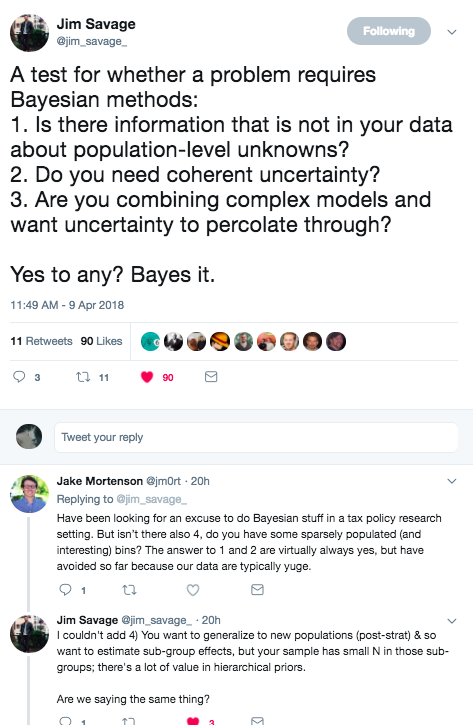 Jim Savage
@jim_savage_
Following
A test for whether a problem requires
Bayesian methods:
1. Is there information that is not in your data
about population-level unknowns?
2. Do you need coherent uncertainty?
3. Are you combining complex models and
want uncertainty to percolate through?
Yes to any? Bayes it.
11:49 AM - 9 Apr 2018
11 Retweets 90 Likes
3 11 90
Tweet your reply
Jake Mortenson @jm0rt · 20h
Replying to @jim_savage_
Have been looking for an excuse to do Bayesian stuff in a tax policy research
setting. But isn't there also 4, do you have some sparsely populated (and
interesting) bins? The answer to 1 and 2 are virtually always yes, but have
avoided so far because our data are typically yuge.
1
Jim Savage @jim_savage_ · 20h
I couldn't add 4) You want to generalize to new populations (post-strat) & so
want to estimate sub-group effects, but your sample has small N in those sub-
groups; there's a lot of value in hierarchical priors.
Are we saying the same thing?
1 3